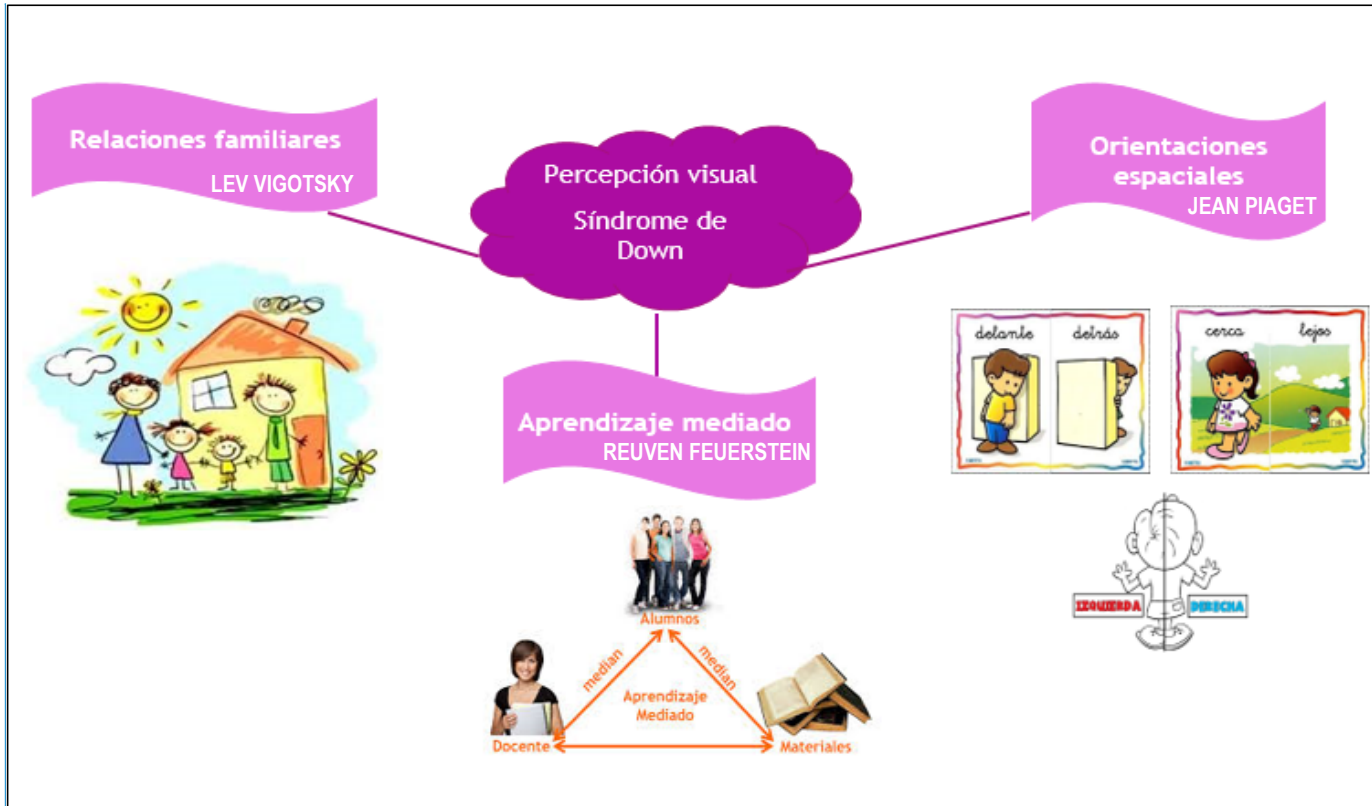 Relaciones familiares
LEV VIGOTSKY
Percepción visual
Síndrome de
Down
Orientaciones
espaciales
JEAN PIAGET
Aprendizaje mediado
REUVEN FEUERSTEIN
delante
detrás
cerca
lejos
IZQUIERDA
DERECHA
Alumnos
median
median
Aprendizaje
Mediado
Docente
Materiales